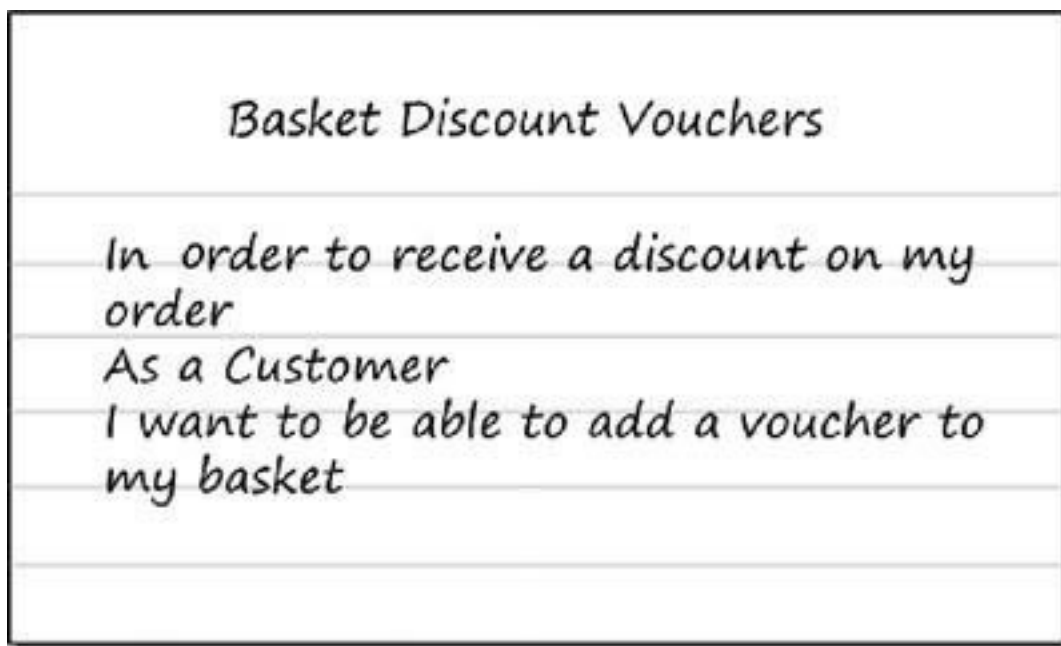 Basket Discount Vouchers
In order to receive a discount on my
order
As a Customer
I want to be able to add a voucher to
my basket